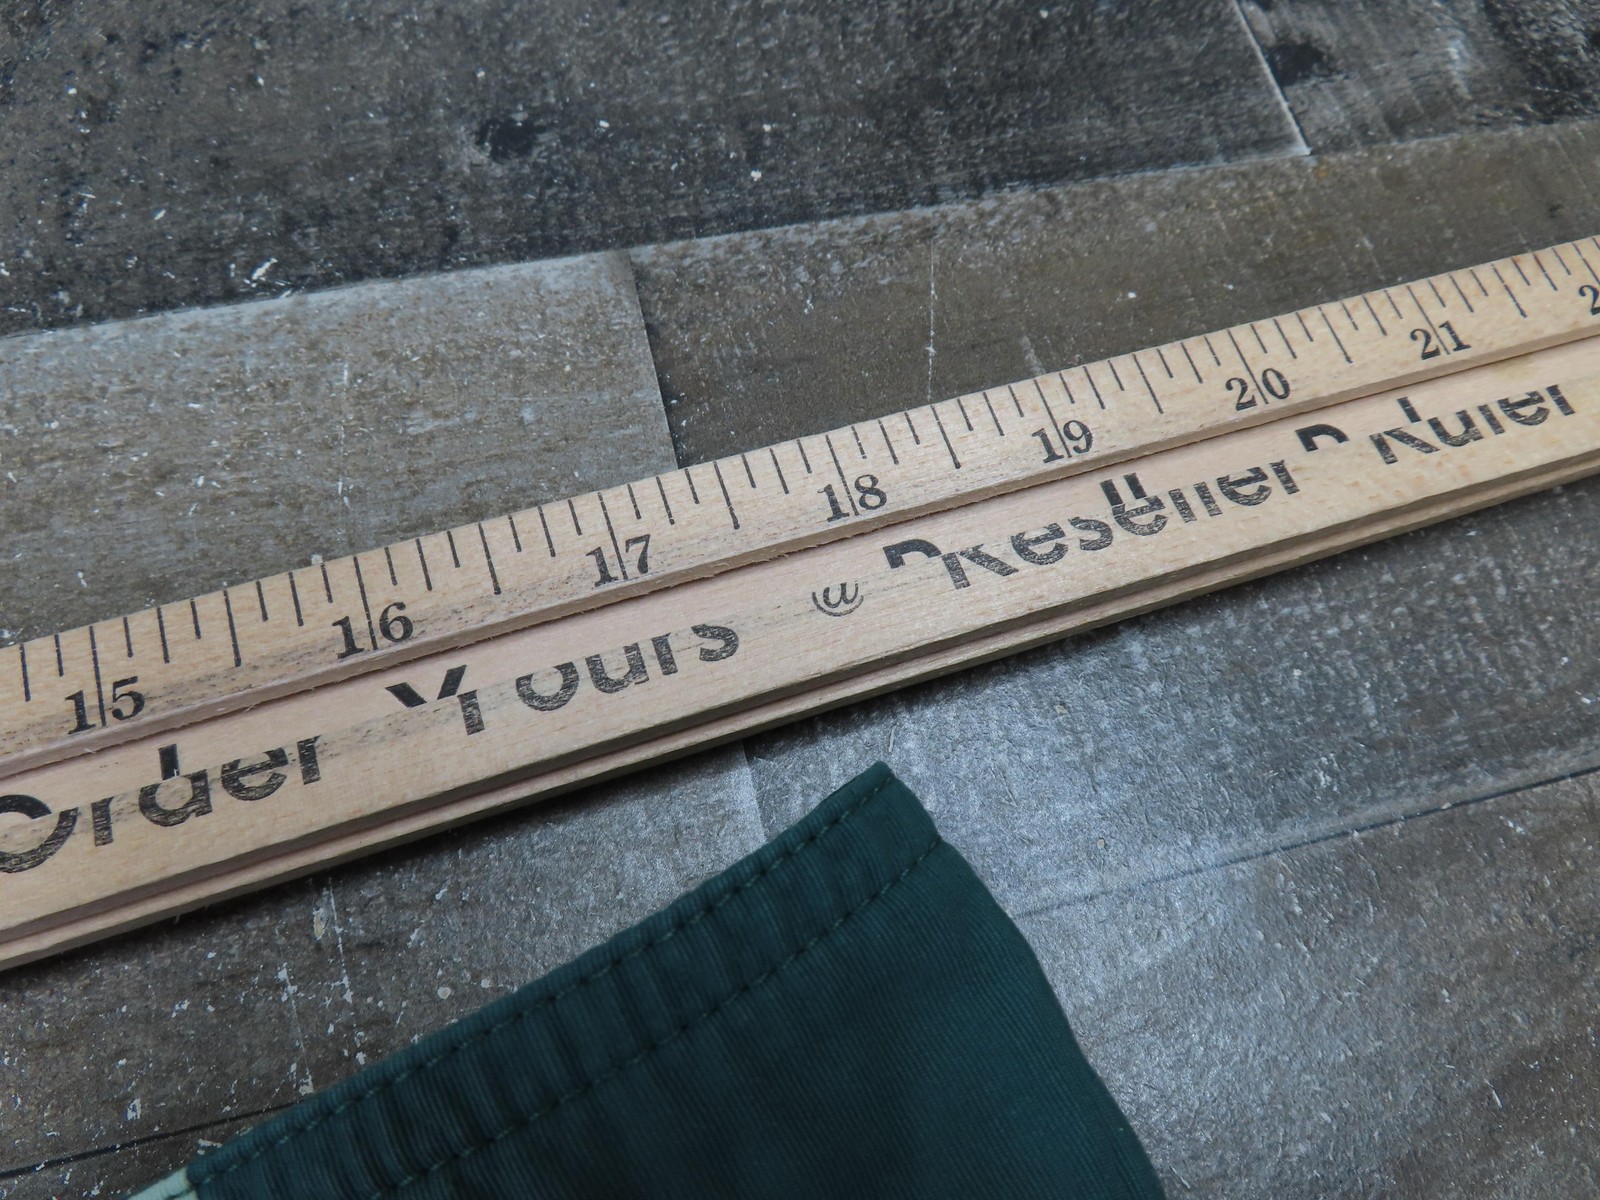 15 16 17 18 19 20 21
Order Yours @ Reseller Ruler